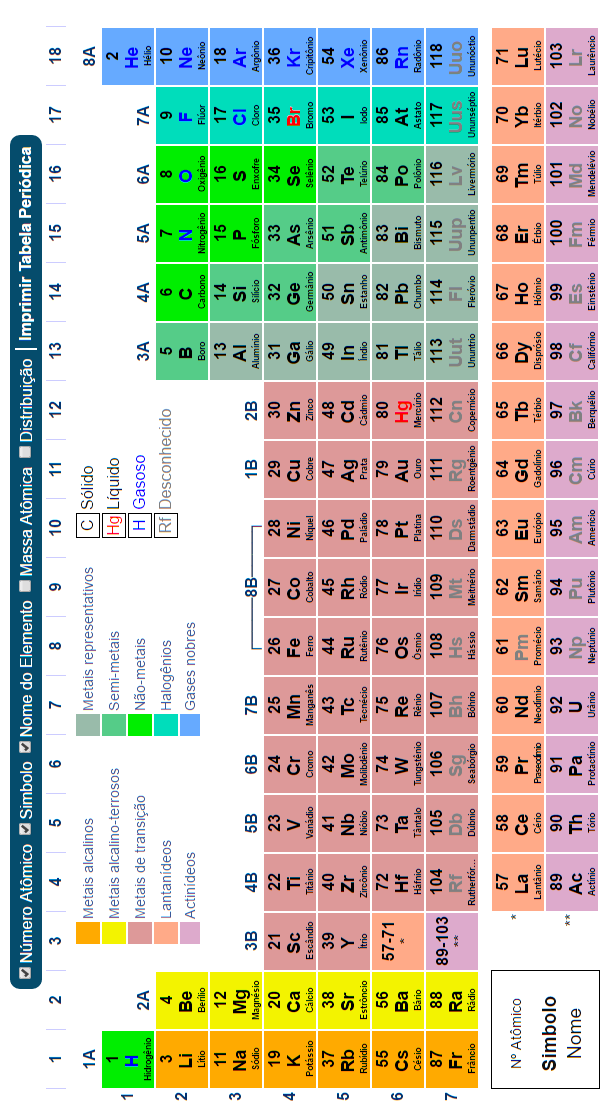 Número Atômico Símbolo Nome do Elemento Massa Atômica Distribuição | Imprimir Tabela Periódica
1 2 3 4 5 6 7 8 9 10 11 12 13 14 15 16 17 18
Metais alcalinos Metais representativos C Sólido
Metais alcalino-terrosos Semi-metais Hg Líquido
Metais de transição Não-metais H Gasoso
Lantanídeos Halogênios Rf Desconhecido
Actinídeos Gases nobres
1A 8A
1 2
1 H He
Hidrogênio Hélio
2A 3A 4A 5A 6A 7A
3 4 5 6 7 8 9 10
2 Li Be B C N O F Ne
Lítio Berílio Boro Carbono Nitrogênio Oxigênio Flúor Neônio
11 12 13 14 15 16 17 18
3 Na Mg Al Si P S Cl Ar
Sódio Magnésio Alumínio Silício Fósforo Enxofre Cloro Argônio
3B 4B 5B 6B 7B 8B 1B 2B
19 20 21 22 23 24 25 26 27 28 29 30 31 32 33 34 35 36
4 K Ca Sc Ti V Cr Mn Fe Co Ni Cu Zn Ga Ge As Se Br Kr
Potássio Cálcio Escândio Titânio Vanádio Cromo Manganês Ferro Cobalto Níquel Cobre Zinco Gálio Germânio Arsênio Selênio Bromo Criptônio
37 38 39 40 41 42 43 44 45 46 47 48 49 50 51 52 53 54
5 Rb Sr Y Zr Nb Mo Tc Ru Rh Pd Ag Cd In Sn Sb Te I Xe
Rubídio Estrôncio Ítrio Zircônio Nióbio Molibdênio Tecnécio Rutênio Ródio Paládio Prata Cádmio Índio Estanho Antimônio Telúrio Iodo Xenônio
55 56 57-71 72 73 74 75 76 77 78 79 80 81 82 83 84 85 86
6 Cs Ba * Hf Ta W Re Os Ir Pt Au Hg Tl Pb Bi Po At Rn
Césio Bário Háfnio Tântalo Tungstênio Rênio Ósmio Irídio Platina Ouro Mercúrio Tálio Chumbo Bismuto Polônio Astato Radônio
87 88 89-103 104 105 106 107 108 109 110 111 112 113 114 115 116 117 118
7 Fr Ra ** Rf Db Sg Bh Hs Mt Ds Rg Cn Uut Fl Uup Lv Uus Uuo
Frâncio Rádio Rutherfór... Dúbnio Seabórgio Bóhrio Hássio Meitnério Darmstádio Roentgênio Copernício Ununtrio Fleróvio Ununpentio Livermório Ununséptio Ununóctio
Nº Atômico
Símbolo
Nome
57 58 59 60 61 62 63 64 65 66 67 68 69 70 71
* La Ce Pr Nd Pm Sm Eu Gd Tb Dy Ho Er Tm Yb Lu
Lantânio Cério Praseodímio Neodímio Promécio Samário Európio Gadolínio Térbio Disprósio Hólmio Érbio Túlio Itérbio Lutécio
89 90 91 92 93 94 95 96 97 98 99 100 101 102 103
** Ac Th Pa U Np Pu Am Cm Bk Cf Es Fm Md No Lr
Actínio Tório Protactínio Urânio Neptúnio Plutônio Amerício Cúrio Berquélio Califórnio Einstênio Férmio Mendelévio Nobélio Laurêncio